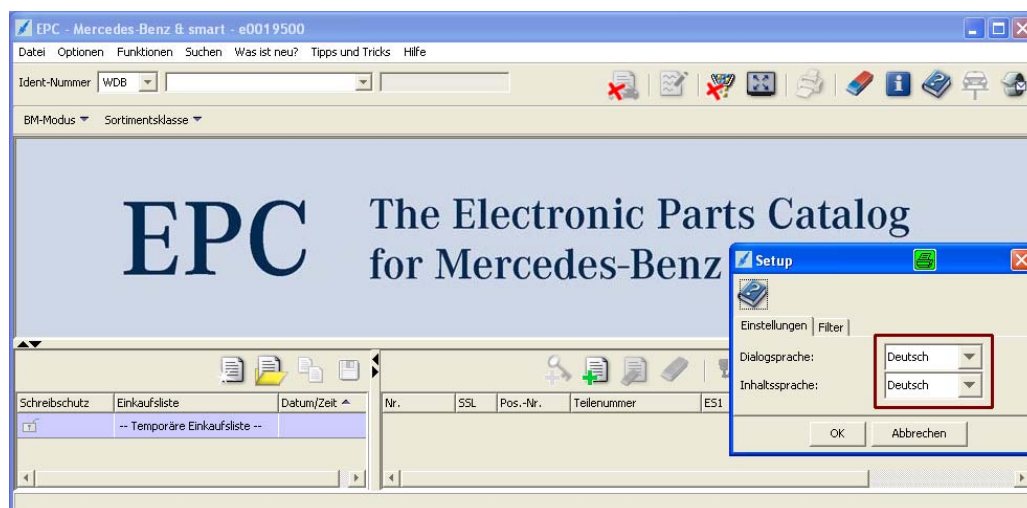 EPC - Mercedes-Benz & smart - e0019500
Datei Optionen Funktionen Suchen Was ist neu? Tipps und Tricks Hilfe
Ident-Nummer WDB
BM-Modus Sortimentsklasse
EPC The Electronic Parts Catalog
for Mercedes-Benz
Setup
Einstellungen Filter
Dialogsprache: Deutsch
Inhaltssprache: Deutsch
OK Abbrechen
Schreibschutz Einkaufsliste Datum/Zeit Nr. SSL Pos.-Nr. Teilenummer ES1
-- Temporäre Einkaufsliste --